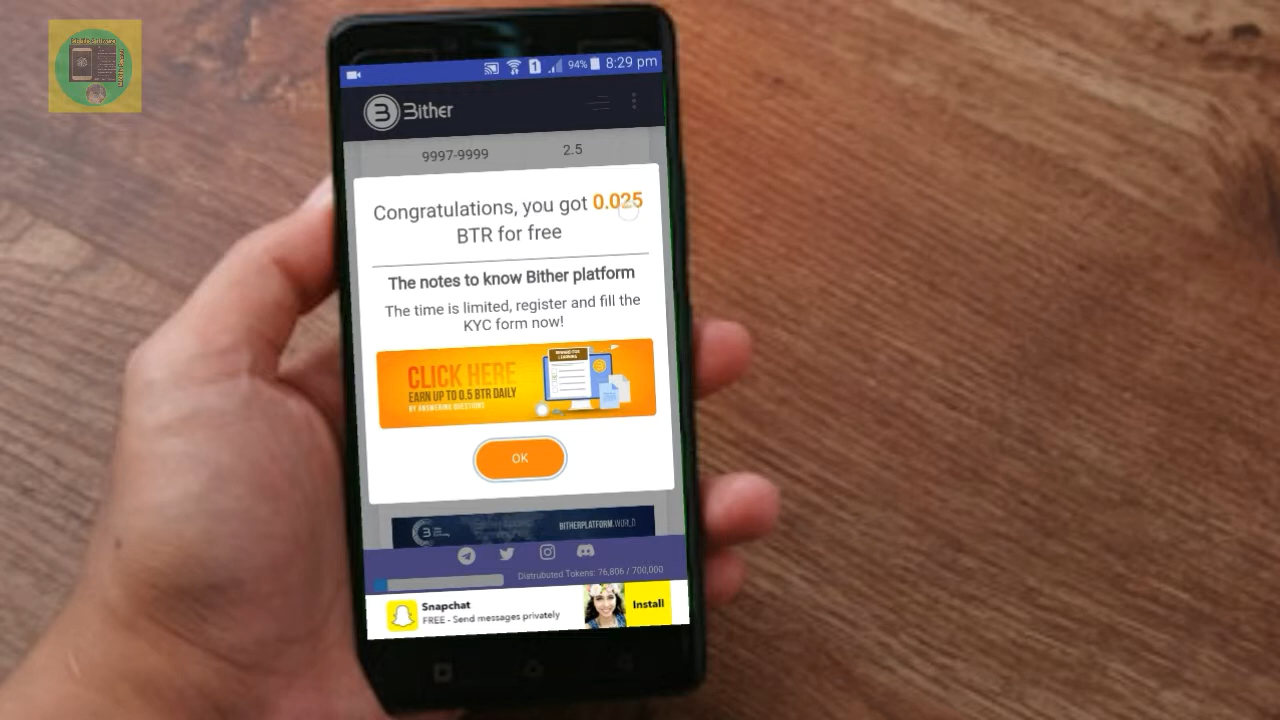 94% 8:29 pm
Bither
9997-9999 2.5
Congratulations, you got 0.025
BTR for free
The notes to know Bither platform
The time is limited, register and fill the
KYC form now!
REWARD FOR
LEARNING
CLICK HERE
EARN UP TO 0.5 BTR DAILY
BY ANSWERING QUESTIONS
OK
BITHERPLATFORM.WORLD
Distrubuted Tokens: 76,806 / 700,000
Snapchat
FREE - Send messages privately
Install